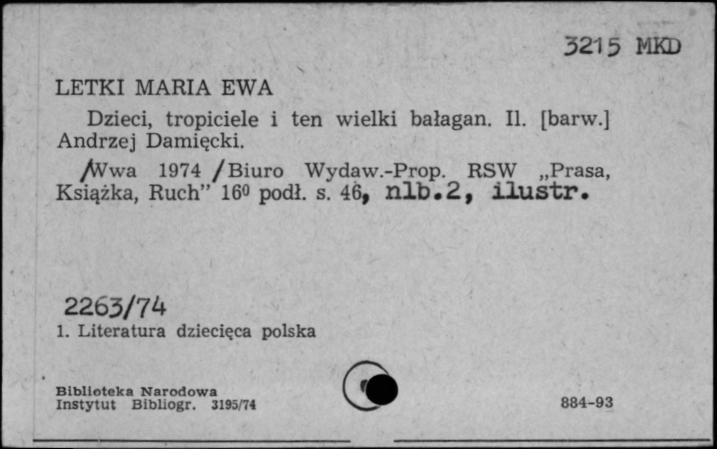 3215 MKD
LETKI MARIA EWA
Dzieci, tropiciele i ten wielki bałagan. Il. [barw.]
Andrzej Damięcki.
/Wwa 1974 /Biuro Wydaw.-Prop. RSW „Prasa,
Książka, Ruch” 16⁰ podł. s. 46, nlb.2, ilustr.
2263/74
1. Literatura dziecięca polska
Biblioteka Narodowa
Instytut Bibliogr. 3195/74
884-93